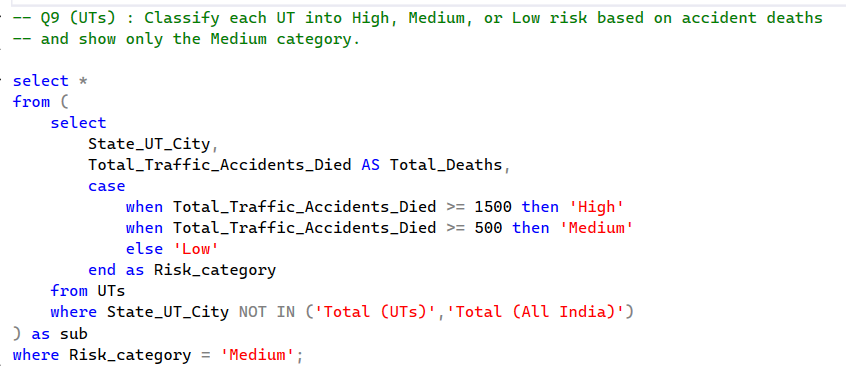 -- Q9 (UTs) : Classify each UT into High, Medium, or Low risk based on accident deaths
-- and show only the Medium category.
select *
from (
select
State_UT_City,
Total_Traffic_Accidents_Died AS Total_Deaths,
case
when Total_Traffic_Accidents_Died >= 1500 then 'High'
when Total_Traffic_Accidents_Died >= 500 then 'Medium'
else 'Low'
end as Risk_category
from UTs
where State_UT_City NOT IN ('Total (UTs)','Total (All India)')
) as sub
where Risk_category = 'Medium';